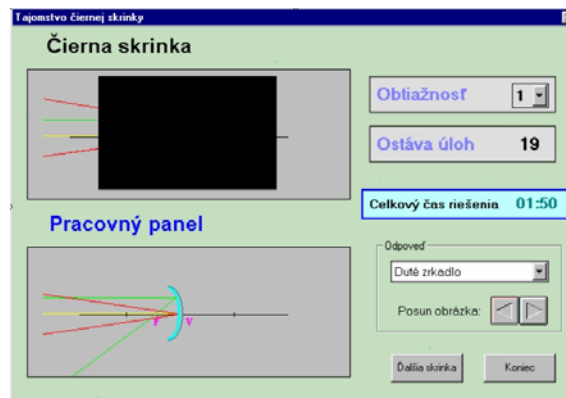 Tajomstvo čiernej skrinky
Čierna skrinka
Obtiažnosť 1
Ostáva úloh 19
Celkový čas riešenia 01:50
Pracovný panel
Odpoveď
Duté zrkadlo
Posun obrázka:
f v
Ďalšia skrinka Koniec